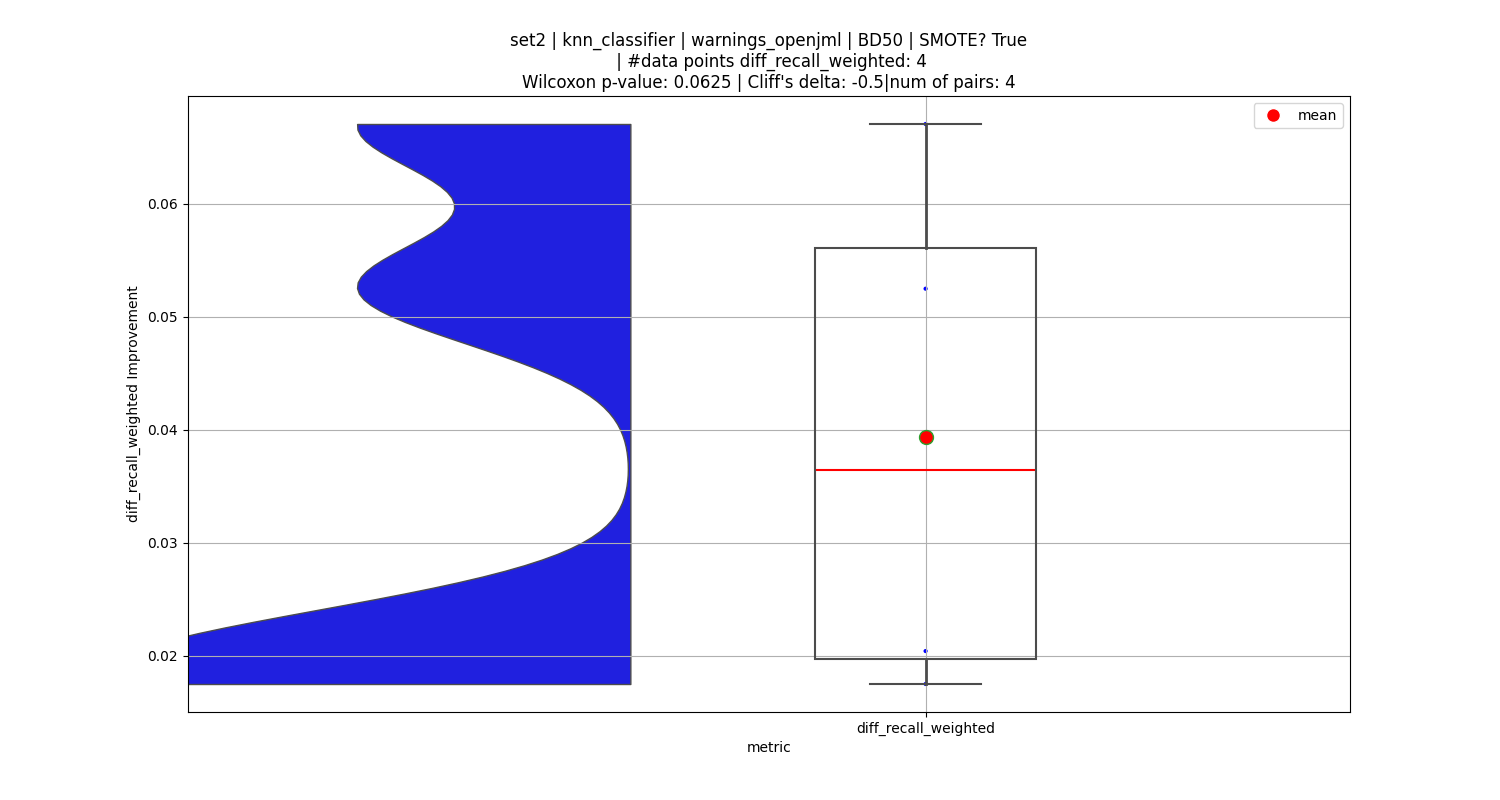 set2 | knn_classifier | warnings_openjml | BD50 | SMOTE? True
| #data points diff_recall_weighted: 4
Wilcoxon p-value: 0.0625 | Cliff's delta: -0.5|num of pairs: 4
mean
0.06
0.05
0.04
0.03
0.02
diff_recall_weighted Improvement
diff_recall_weighted
metric